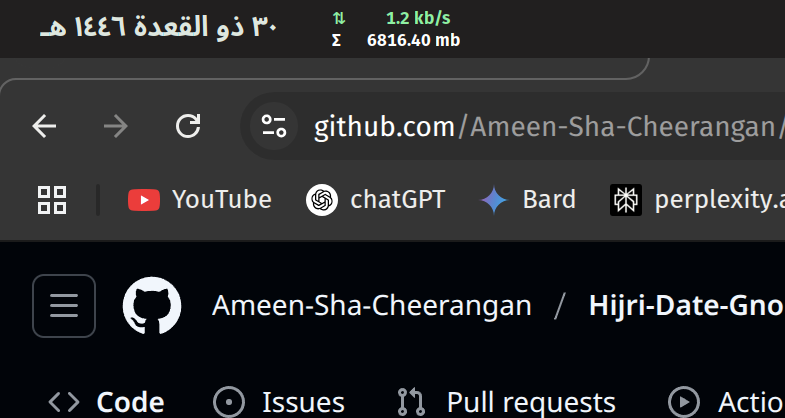 ٣٠ ذو القعدة ١٤٤٦ هـ
⇅ 1.2 kb/s
Σ 6816.40 mb
github.com/Ameen-Sha-Cheerangan/
YouTube chatGPT Bard perplexity.a
Ameen-Sha-Cheerangan / Hijri-Date-Gno
Code Issues Pull requests Actio